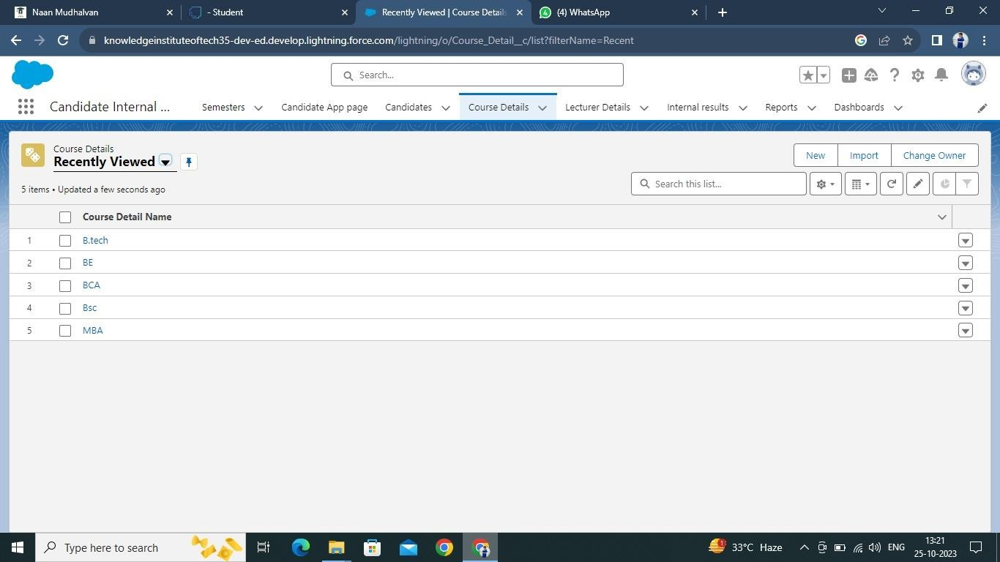 Naan Mudhalvan
- Student
Recently Viewed | Course Details
(4) WhatsApp
knowledgeinstituteoftech35-dev-ed.develop.lightning.force.com/lightning/o/Course_Detail__c/list?filterName=Recent
Search...
Candidate Internal ...
Semesters
Candidate App page
Candidates
Course Details
Lecturer Details
Internal results
Reports
Dashboards
Course Details
Recently Viewed
New
Import
Change Owner
5 items • Updated a few seconds ago
Search this list...
Course Detail Name
1 B.tech
2 BE
3 BCA
4 Bsc
5 MBA
Type here to search
1
33°C Haze
ENG
13:21
25-10-2023